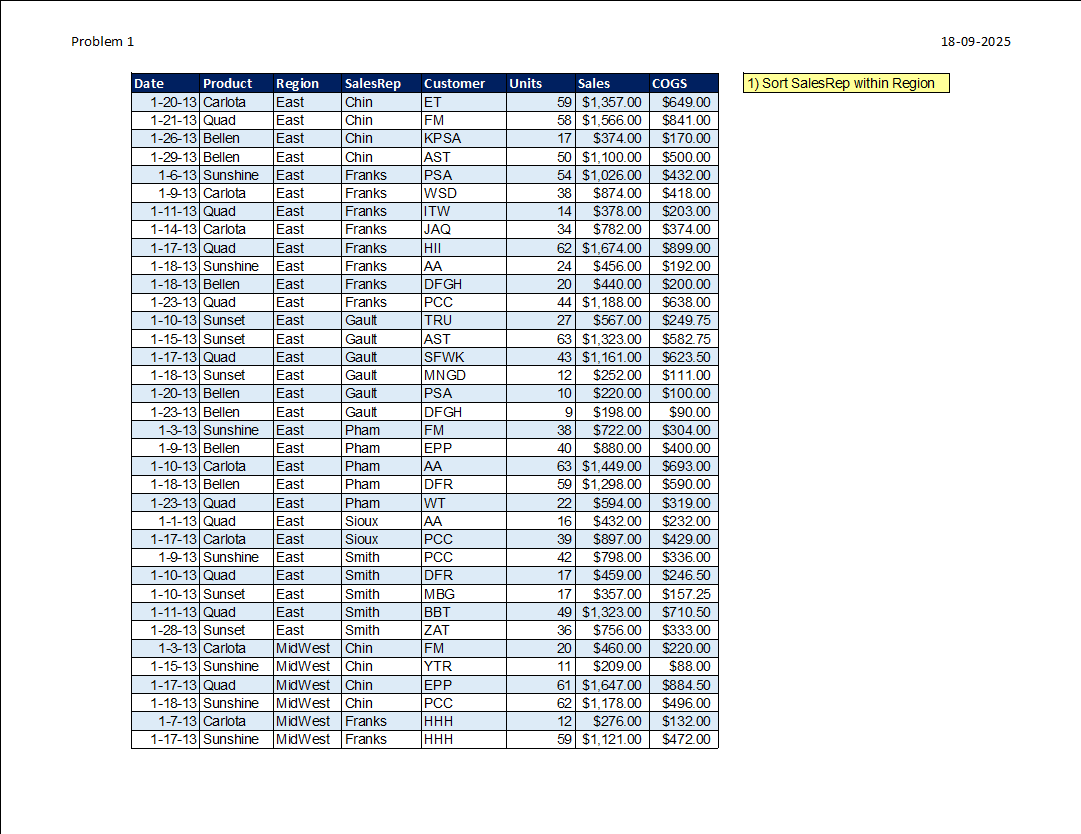 Problem 1 18-09-2025
Date Product Region SalesRep Customer Units Sales COGS 1) Sort SalesRep within Region
1-20-13 Carlota East Chin ET 59 $1,357.00 $649.00
1-21-13 Quad East Chin FM 58 $1,566.00 $841.00
1-26-13 Bellen East Chin KPSA 17 $374.00 $170.00
1-29-13 Bellen East Chin AST 50 $1,100.00 $500.00
1-6-13 Sunshine East Franks PSA 54 $1,026.00 $432.00
1-9-13 Carlota East Franks WSD 38 $874.00 $418.00
1-11-13 Quad East Franks ITW 14 $378.00 $203.00
1-14-13 Carlota East Franks JAQ 34 $782.00 $374.00
1-17-13 Quad East Franks HII 62 $1,674.00 $899.00
1-18-13 Sunshine East Franks AA 24 $456.00 $192.00
1-18-13 Bellen East Franks DFGH 20 $440.00 $200.00
1-23-13 Quad East Franks PCC 44 $1,188.00 $638.00
1-10-13 Sunset East Gault TRU 27 $567.00 $249.75
1-15-13 Sunset East Gault AST 63 $1,323.00 $582.75
1-17-13 Quad East Gault SFWK 43 $1,161.00 $623.50
1-18-13 Sunset East Gault MNGD 12 $252.00 $111.00
1-20-13 Bellen East Gault PSA 10 $220.00 $100.00
1-23-13 Bellen East Gault DFGH 9 $198.00 $90.00
1-3-13 Sunshine East Pham FM 38 $722.00 $304.00
1-9-13 Bellen East Pham EPP 40 $880.00 $400.00
1-10-13 Carlota East Pham AA 63 $1,449.00 $693.00
1-18-13 Bellen East Pham DFR 59 $1,298.00 $590.00
1-23-13 Quad East Pham WT 22 $594.00 $319.00
1-1-13 Quad East Sioux AA 16 $432.00 $232.00
1-17-13 Carlota East Sioux PCC 39 $897.00 $429.00
1-9-13 Sunshine East Smith PCC 42 $798.00 $336.00
1-10-13 Quad East Smith DFR 17 $459.00 $246.50
1-10-13 Sunset East Smith MBG 17 $357.00 $157.25
1-11-13 Quad East Smith BBT 49 $1,323.00 $710.50
1-28-13 Sunset East Smith ZAT 36 $756.00 $333.00
1-3-13 Carlota MidWest Chin FM 20 $460.00 $220.00
1-15-13 Sunshine MidWest Chin YTR 11 $209.00 $88.00
1-17-13 Quad MidWest Chin EPP 61 $1,647.00 $884.50
1-18-13 Sunshine MidWest Chin PCC 62 $1,178.00 $496.00
1-7-13 Carlota MidWest Franks HHH 12 $276.00 $132.00
1-17-13 Sunshine MidWest Franks HHH 59 $1,121.00 $472.00